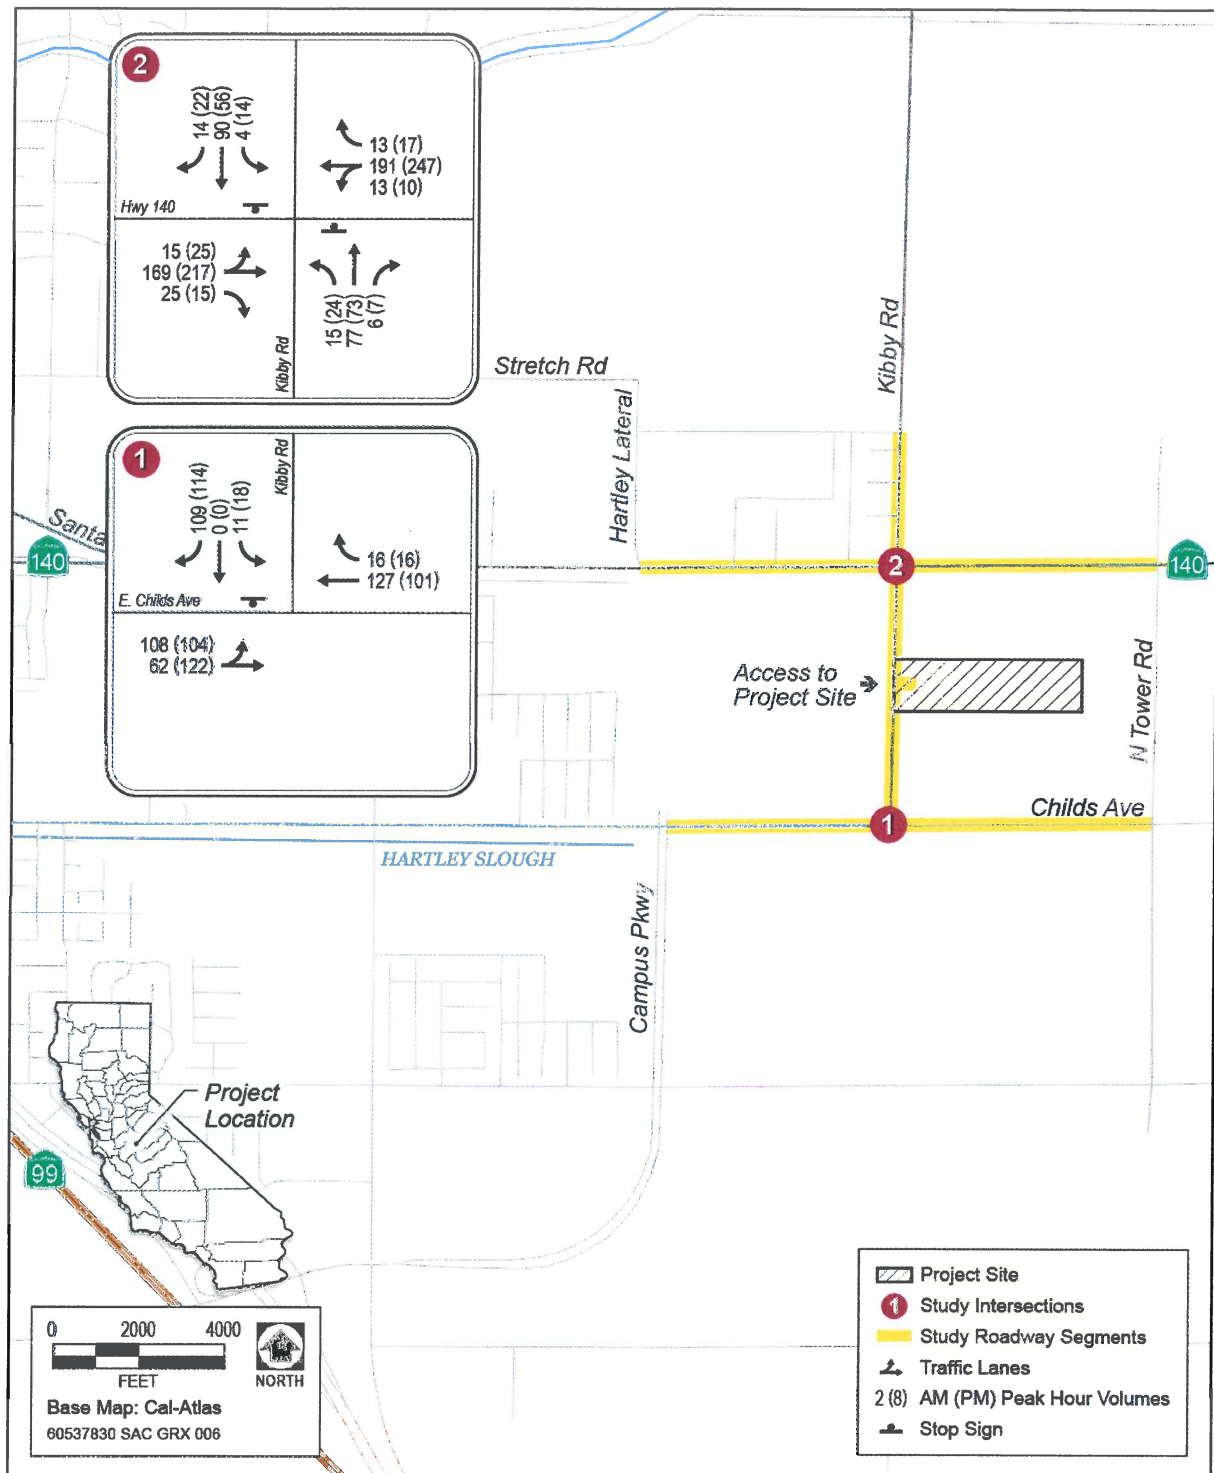 2
14 (22)
90 (56)
4 (14)
13 (17)
191 (247)
13 (10)
Hwy 140
15 (25)
169 (217)
25 (15)
15 (24)
77 (73)
6 (7)
Kibby Rd
Stretch Rd
Kibby Rd
Hartley Lateral
1
109 (114)
0 (0)
11 (18)
Kibby Rd
16 (16)
127 (101)
E. Childs Ave
108 (104)
62 (122)
Santa
140
2
140
Access to
Project Site
N Tower Rd
Childs Ave
1
HARTLEY SLOUGH
Campus Pkwy
Project
Location
99
0 2000 4000
FEET
NORTH
Base Map: Cal-Atlas
60537830 SAC GRX 006
Project Site
1 Study Intersections
Study Roadway Segments
Traffic Lanes
2 (8) AM (PM) Peak Hour Volumes
Stop Sign